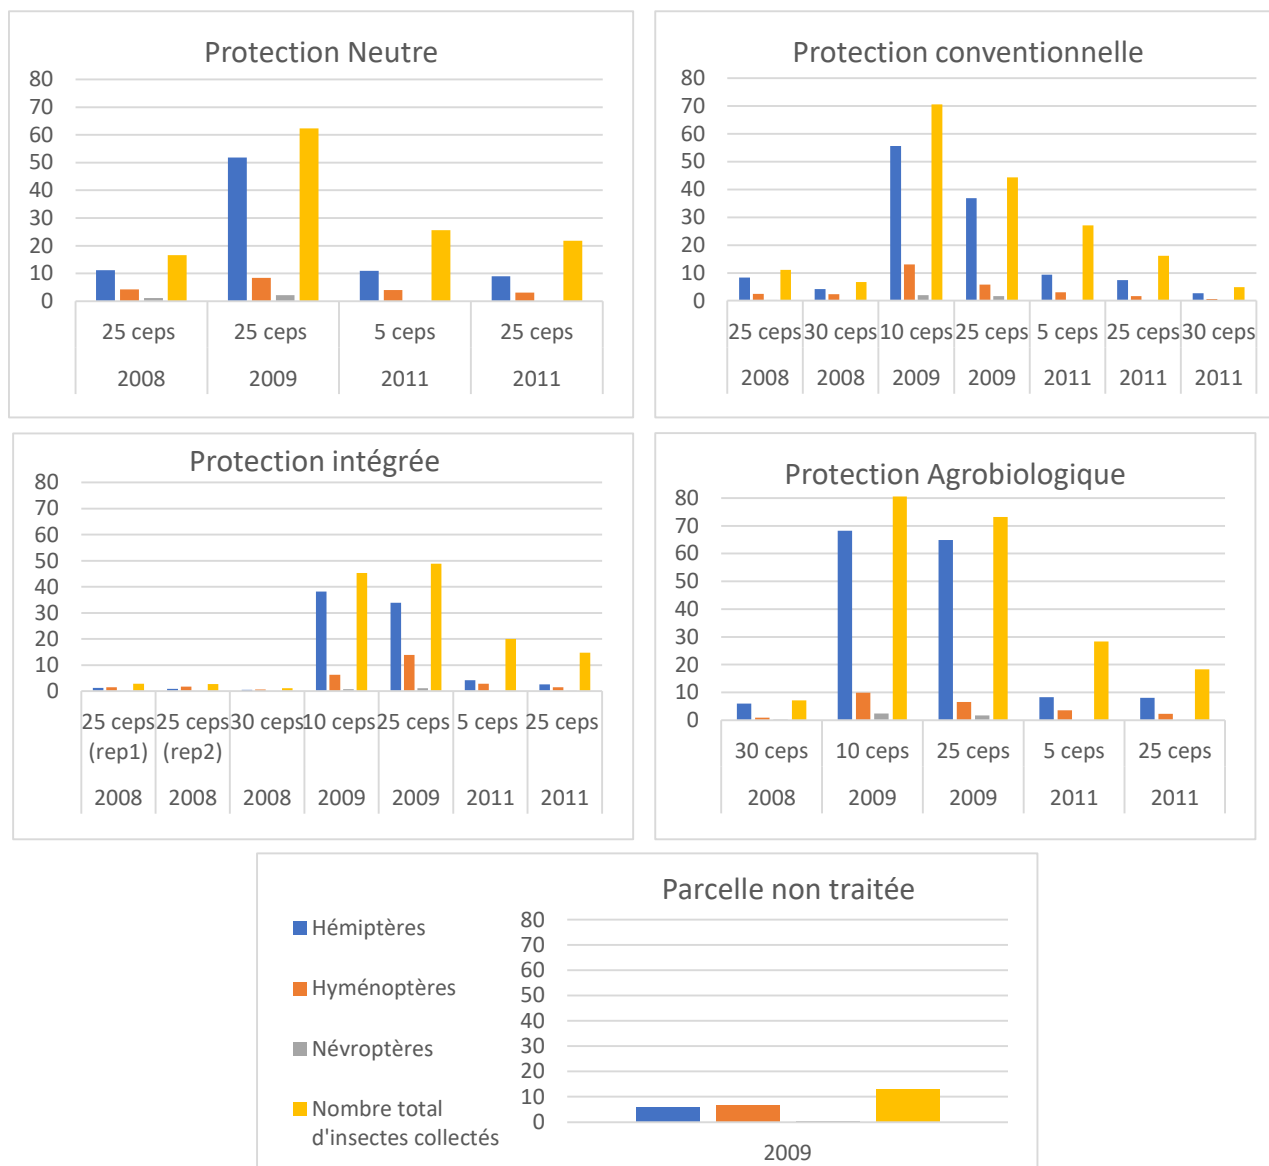 Protection Neutre
80
70
60
50
40
30
20
10
0
25 ceps 25 ceps 5 ceps 25 ceps
2008 2009 2011 2011
Protection conventionnelle
80
70
60
50
40
30
20
10
0
25 ceps 30 ceps 10 ceps 25 ceps 5 ceps 25 ceps 30 ceps
2008 2008 2009 2009 2011 2011 2011
Protection intégrée
80
70
60
50
40
30
20
10
0
25 ceps 25 ceps 30 ceps 10 ceps 25 ceps 5 ceps 25 ceps
(rep1) (rep2)
2008 2008 2008 2009 2009 2011 2011
Protection Agrobiologique
80
70
60
50
40
30
20
10
0
30 ceps 10 ceps 25 ceps 5 ceps 25 ceps
2008 2009 2009 2011 2011
Hémiptères
Hyménoptères
Névroptères
Nombre total
d'insectes collectés
Parcelle non traitée
80
70
60
50
40
30
20
10
0
2009